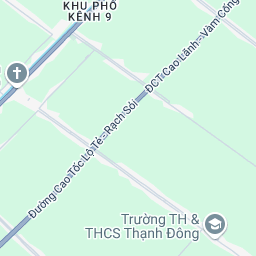 KHU PHỐ
KÊNH 9
ĐCT Cao Lãnh - Vàm Cống
Đường Cao Tốc Lộ Tẻ - Rạch Sỏi
Trường TH &
THCS Thạnh Đông